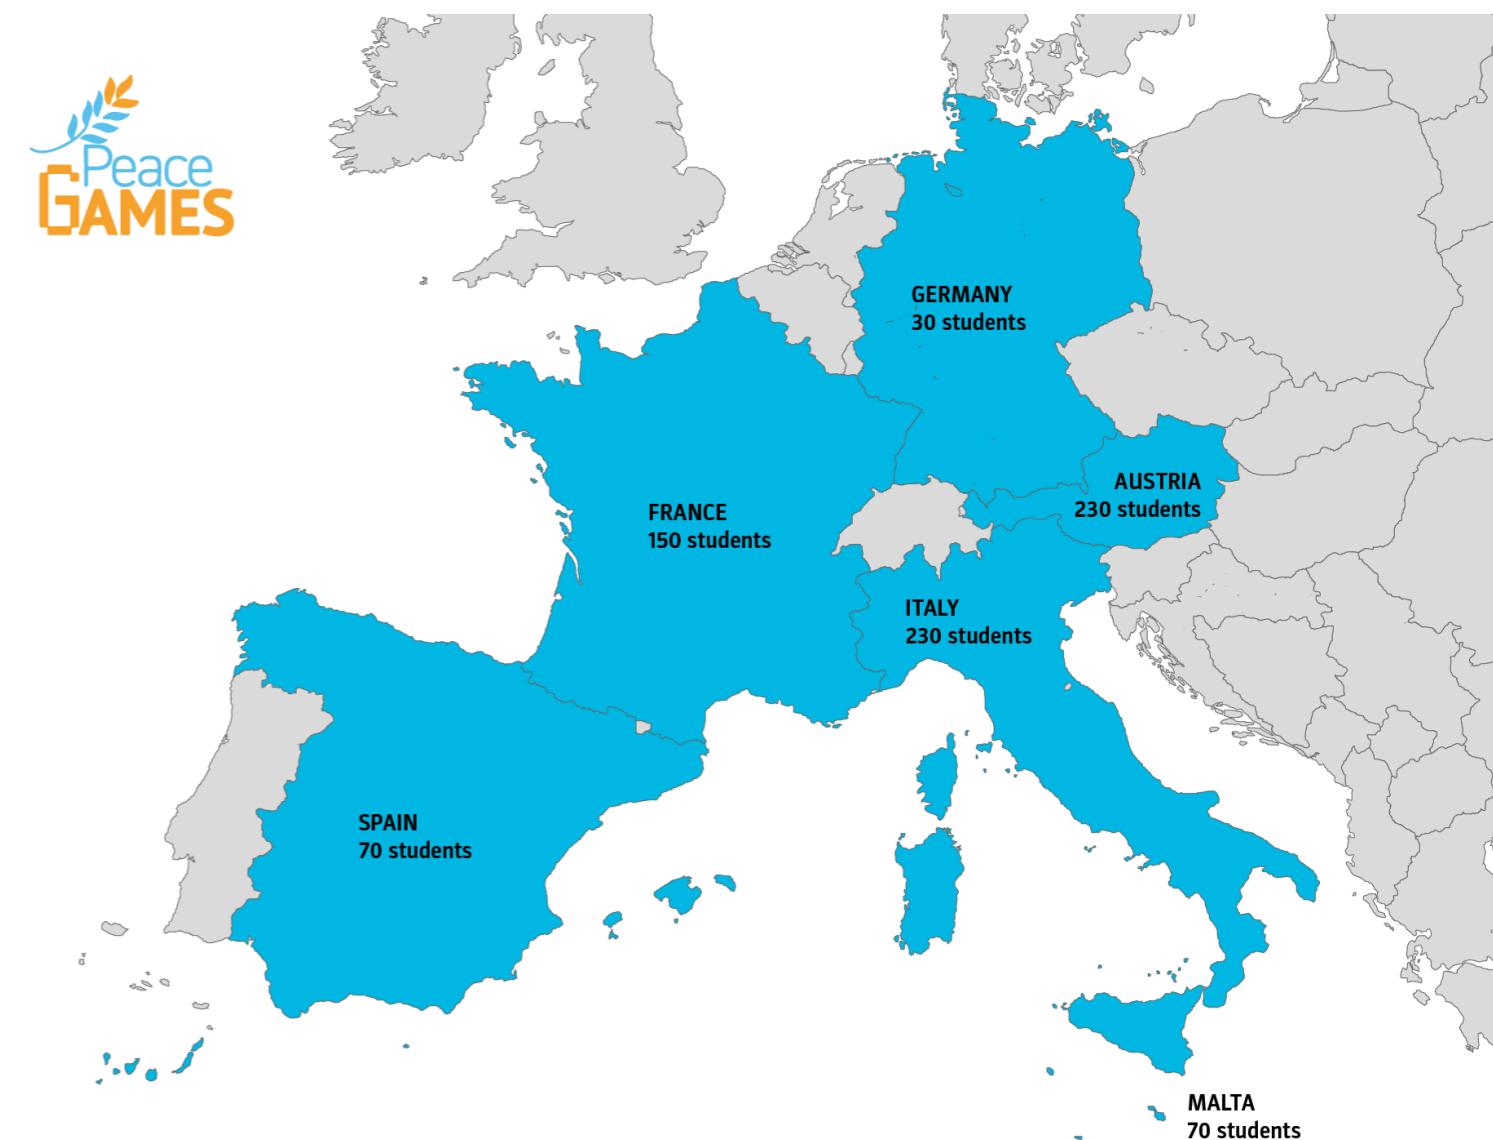 Peace
GAMES
GERMANY
30 students
AUSTRIA
230 students
FRANCE
150 students
ITALY
230 students
SPAIN
70 students
MALTA
70 students